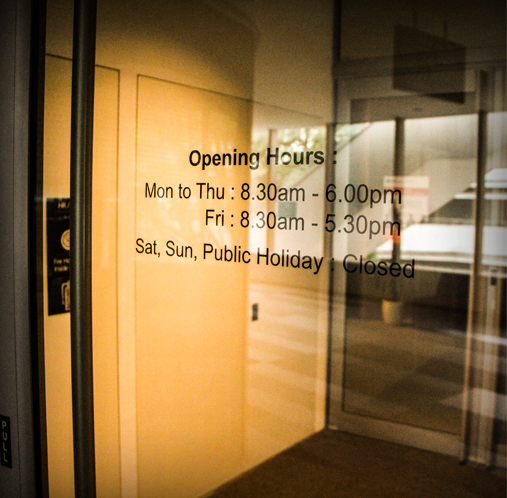 Opening Hours :
Mon to Thu : 8.30am - 6.00pm
Fri : 8.30am - 5.30pm
Sat, Sun, Public Holiday : Closed
PULL